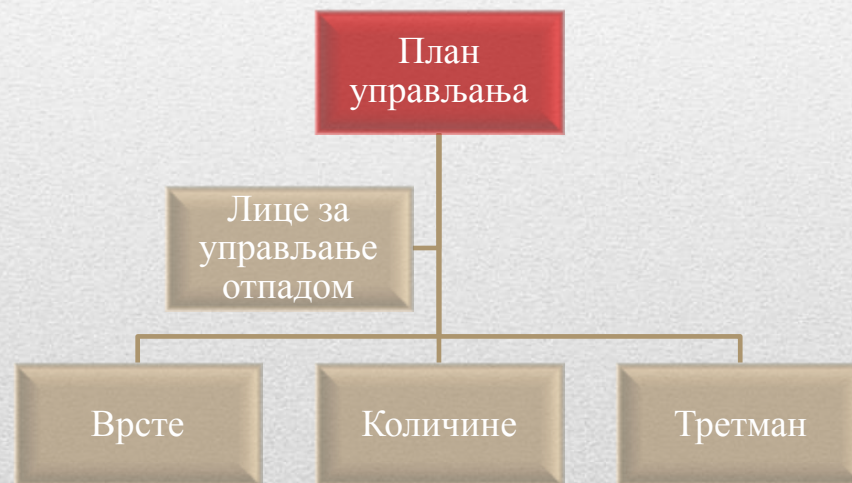 План
управљања
Лице за
управљање
отпадом
Врсте
Количине
Третман